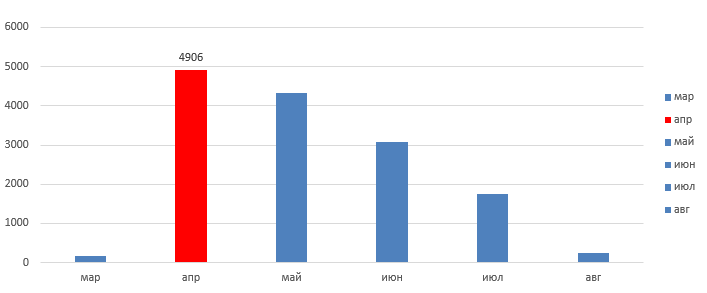 6000
5000
4000
3000
2000
1000
0
4906
мар
апр
май
июн
июл
авг
мар
апр
май
июн
июл
авг